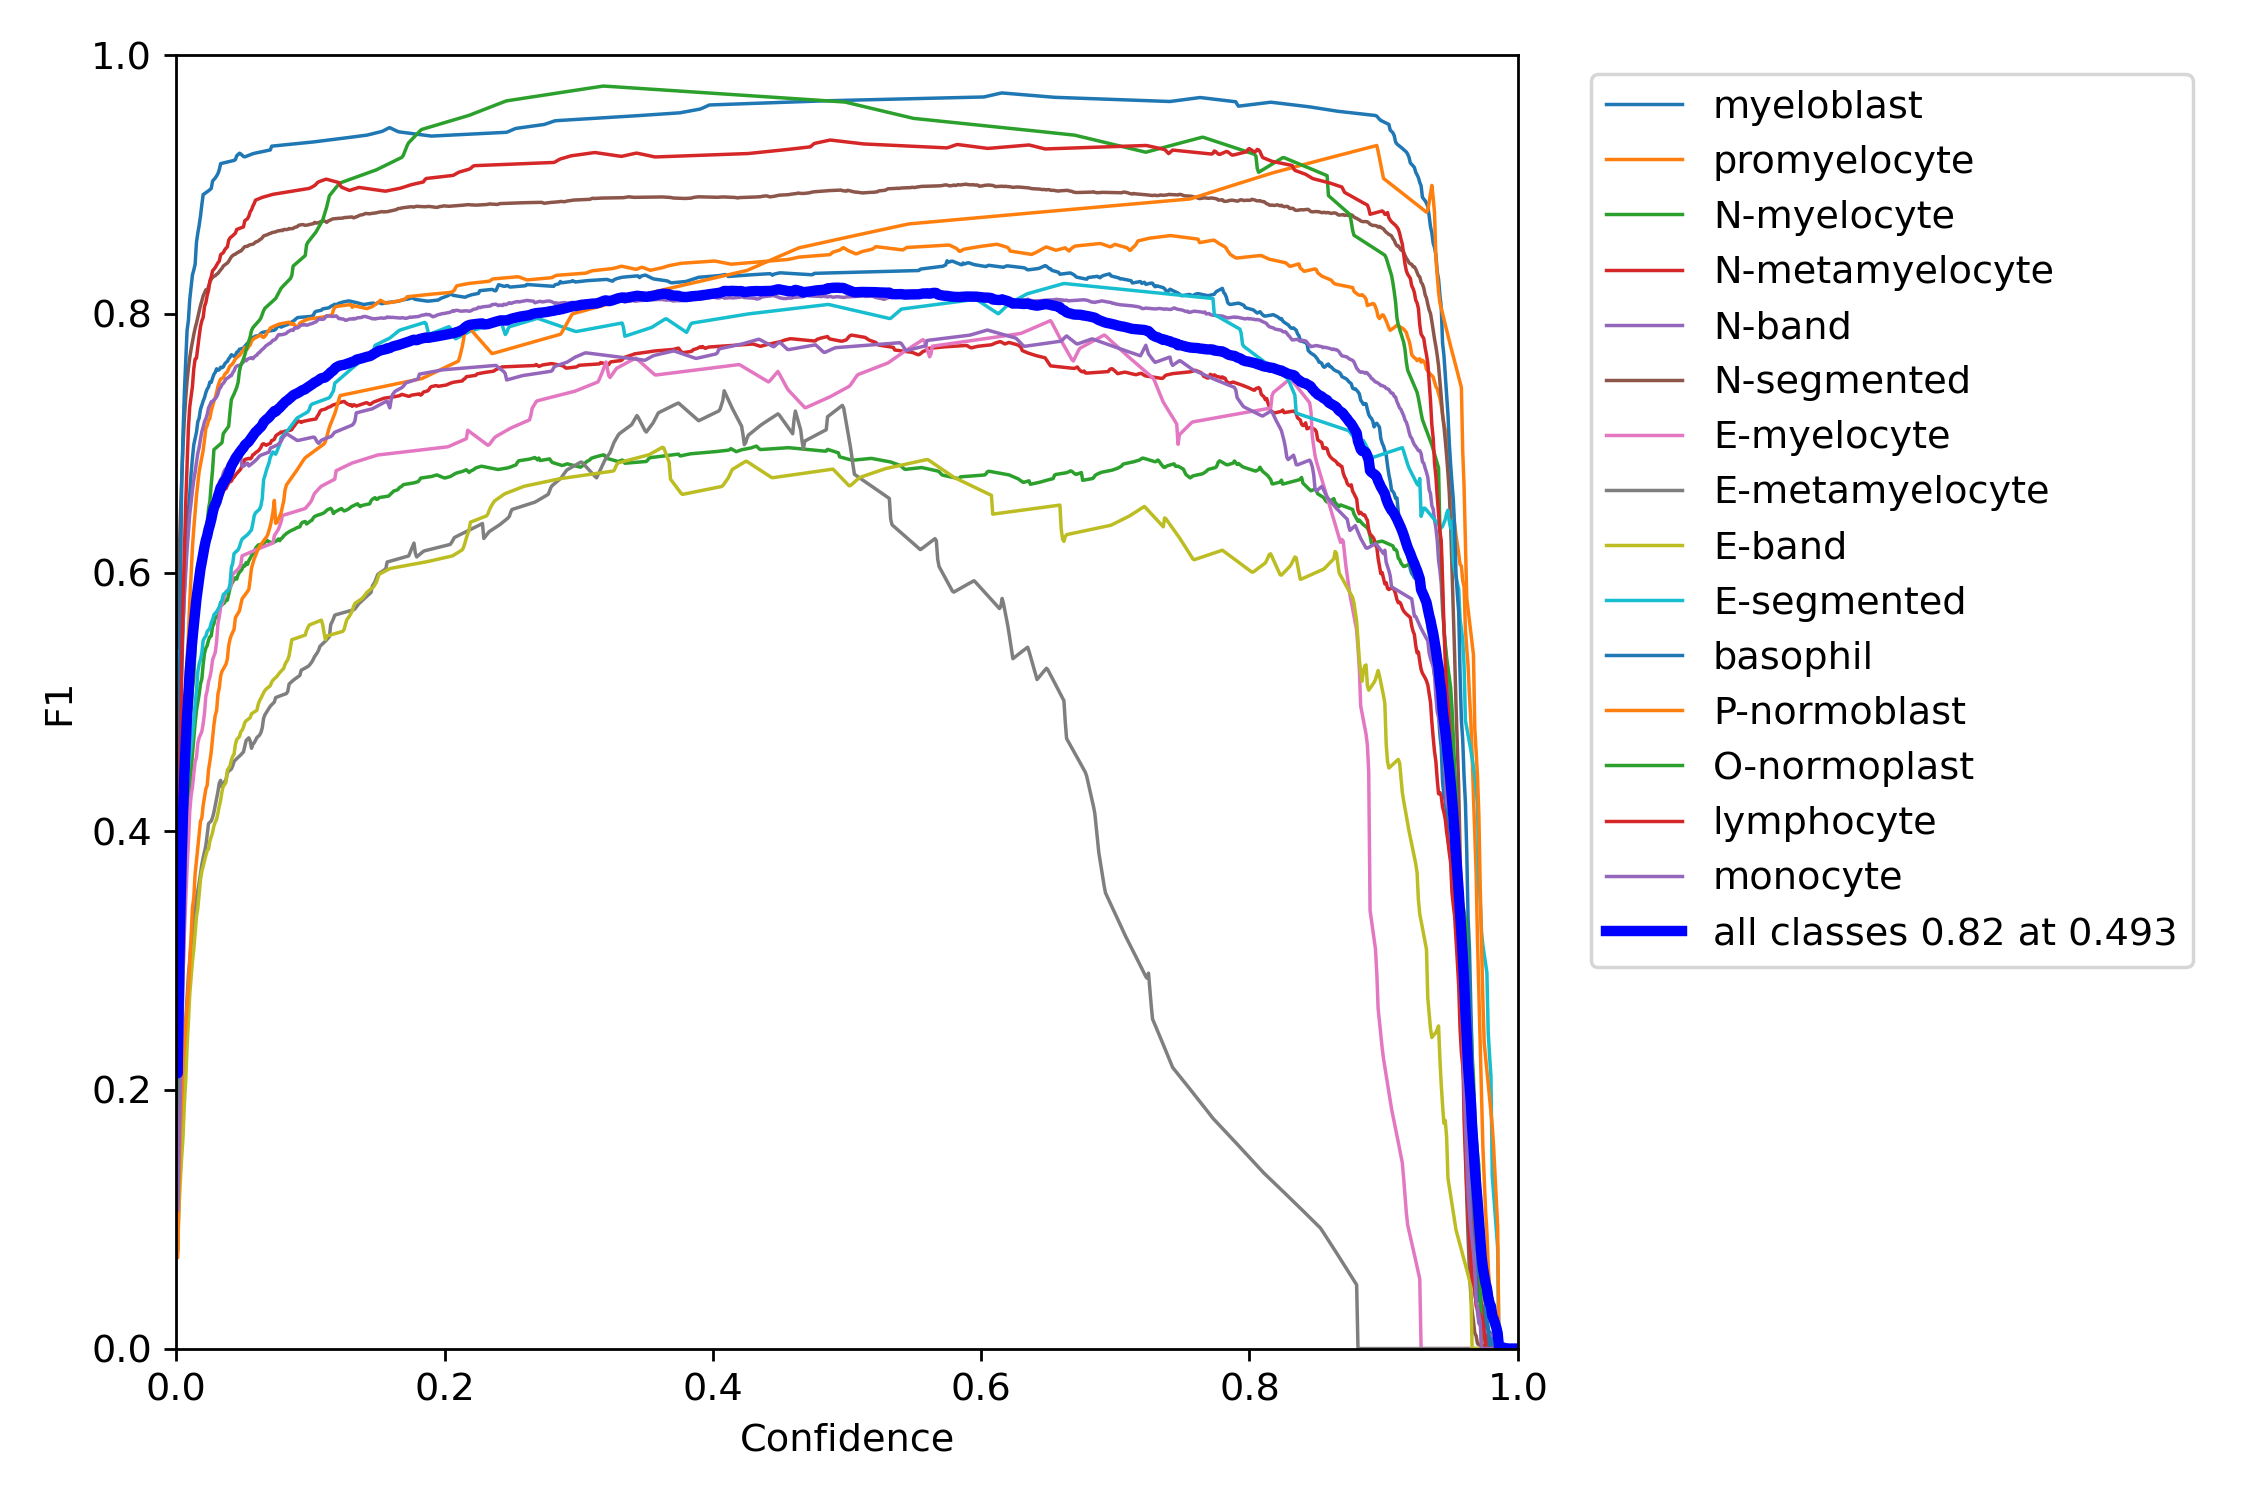 1.0
0.8
0.6
0.4
0.2
0.0
F1
0.0 0.2 0.4 0.6 0.8 1.0
Confidence
myeloblast
promyelocyte
N-myelocyte
N-metamyelocyte
N-band
N-segmented
E-myelocyte
E-metamyelocyte
E-band
E-segmented
basophil
P-normoblast
O-normoplast
lymphocyte
monocyte
all classes 0.82 at 0.493